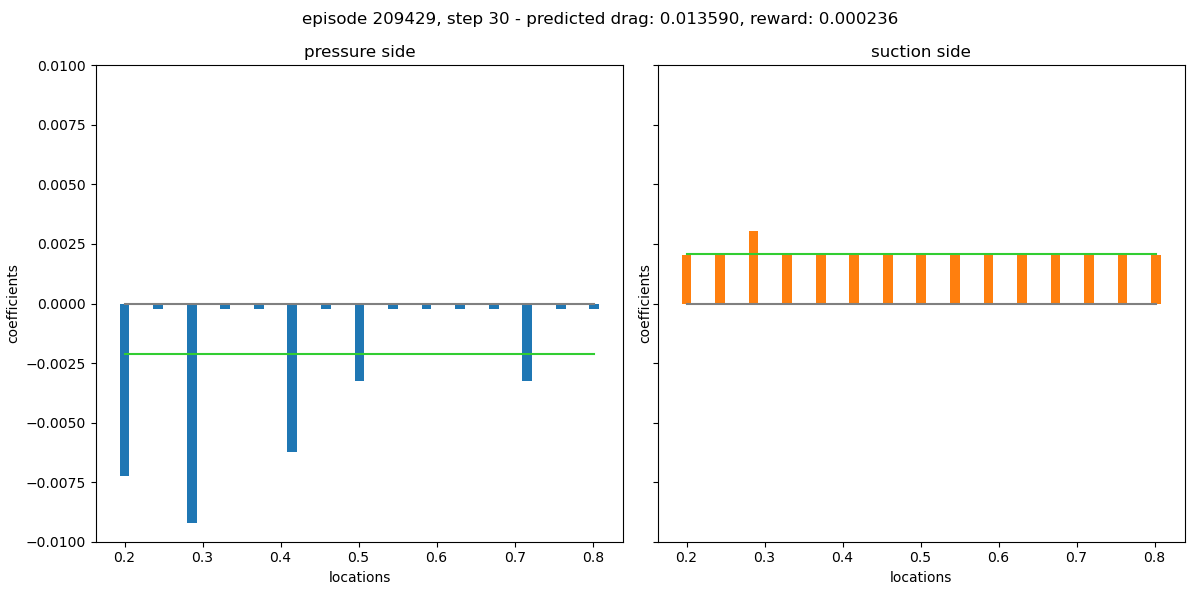 episode 209429, step 30 - predicted drag: 0.013590, reward: 0.000236
pressure side
suction side
0.0100
0.0075
0.0050
0.0025
0.0000
−0.0025
−0.0050
−0.0075
−0.0100
coefficients
0.2 0.3 0.4 0.5 0.6 0.7 0.8
locations
coefficients
0.2 0.3 0.4 0.5 0.6 0.7 0.8
locations